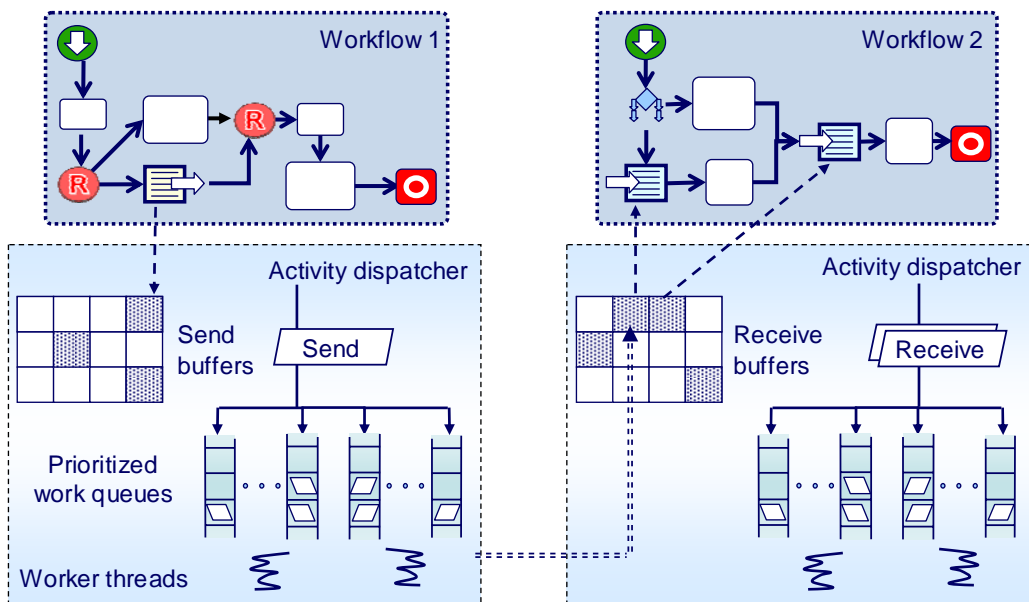 Workflow 1
R
R
Activity dispatcher
Send
buffers
Send
Prioritized
work queues
Worker threads
Workflow 2
Activity dispatcher
Receive
buffers
Receive